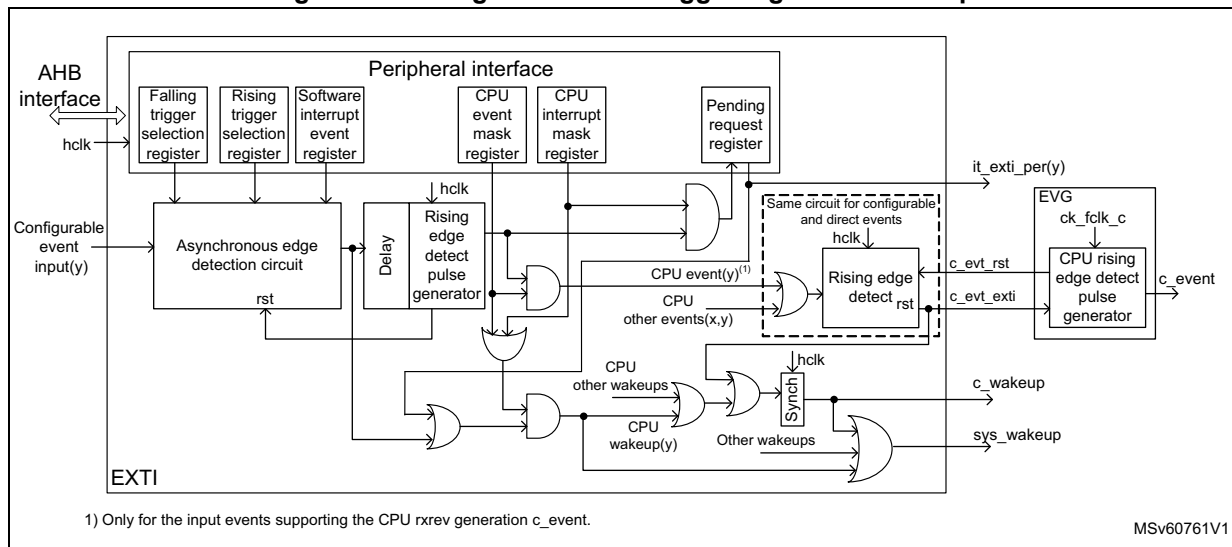 AHB
interface
hclk
Peripheral interface
Falling
trigger
selection
register
Rising
trigger
selection
register
Software
interrupt
event
register
CPU
event
mask
register
CPU
interrupt
mask
register
Pending
request
register
it_exti_per(y)
Configurable
event
input(y)
Asynchronous edge
detection circuit
rst
Delay
hclk
Rising
edge
detect
pulse
generator
Same circuit for configurable
and direct events
hclk
Rising edge
detect
rst
CPU event(y)(1)
CPU
other events(x,y)
c_evt_rst
c_evt_exti
EVG
ck_fclk_c
CPU rising
edge detect
pulse
generator
c_event
CPU
other wakeups
CPU
wakeup(y)
hclk
Synch
c_wakeup
Other wakeups
sys_wakeup
EXTI
1) Only for the input events supporting the CPU rxrev generation c_event.
MSv60761V1